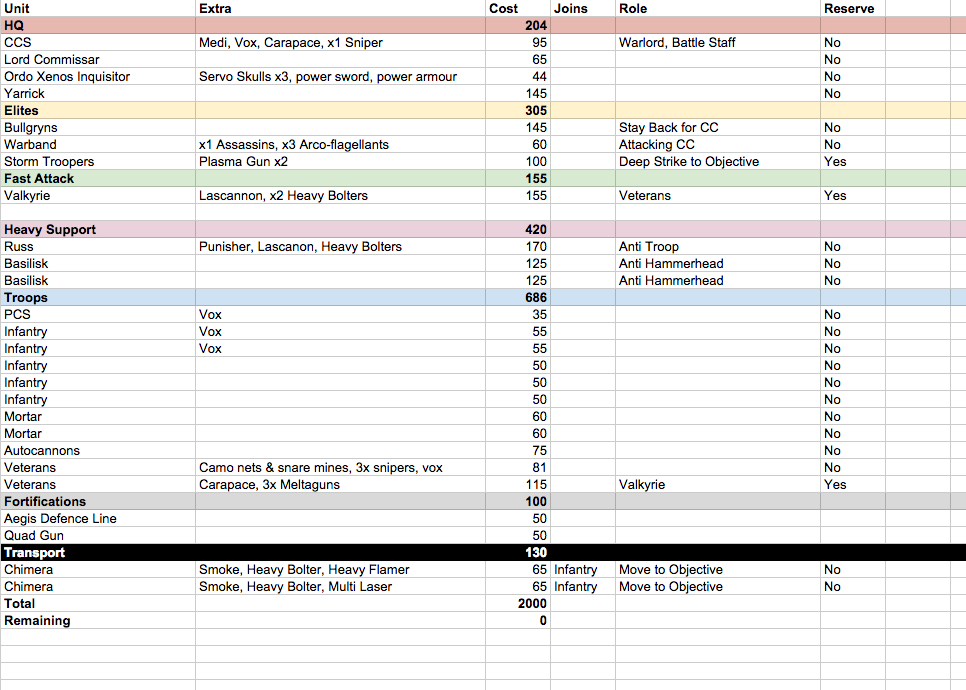 Unit Extra Cost Joins Role Reserve
HQ 204
CCS Medi, Vox, Carapace, x1 Sniper 95 Warlord, Battle Staff No
Lord Commissar 65 No
Ordo Xenos Inquisitor Servo Skulls x3, power sword, power armour 44 No
Yarrick 145 No
Elites 305
Bullgryns 145 Stay Back for CC No
Warband x1 Assassins, x3 Arco-flagellants 60 Attacking CC No
Storm Troopers Plasma Gun x2 100 Deep Strike to Objective Yes
Fast Attack 155
Valkyrie Lascannon, x2 Heavy Bolters 155 Veterans Yes
Heavy Support 420
Russ Punisher, Lascanon, Heavy Bolters 170 Anti Troop No
Basilisk 125 Anti Hammerhead No
Basilisk 125 Anti Hammerhead No
Troops 686
PCS Vox 35 No
Infantry Vox 55 No
Infantry Vox 55 No
Infantry 50 No
Infantry 50 No
Infantry 50 No
Mortar 60 No
Mortar 60 No
Autocannons 75 No
Veterans Camo nets & snare mines, 3x snipers, vox 81 No
Veterans Carapace, 3x Meltaguns 115 Valkyrie Yes
Fortifications 100
Aegis Defence Line 50
Quad Gun 50
Transport 130
Chimera Smoke, Heavy Bolter, Heavy Flamer 65 Infantry Move to Objective No
Chimera Smoke, Heavy Bolter, Multi Laser 65 Infantry Move to Objective No
Total 2000
Remaining 0